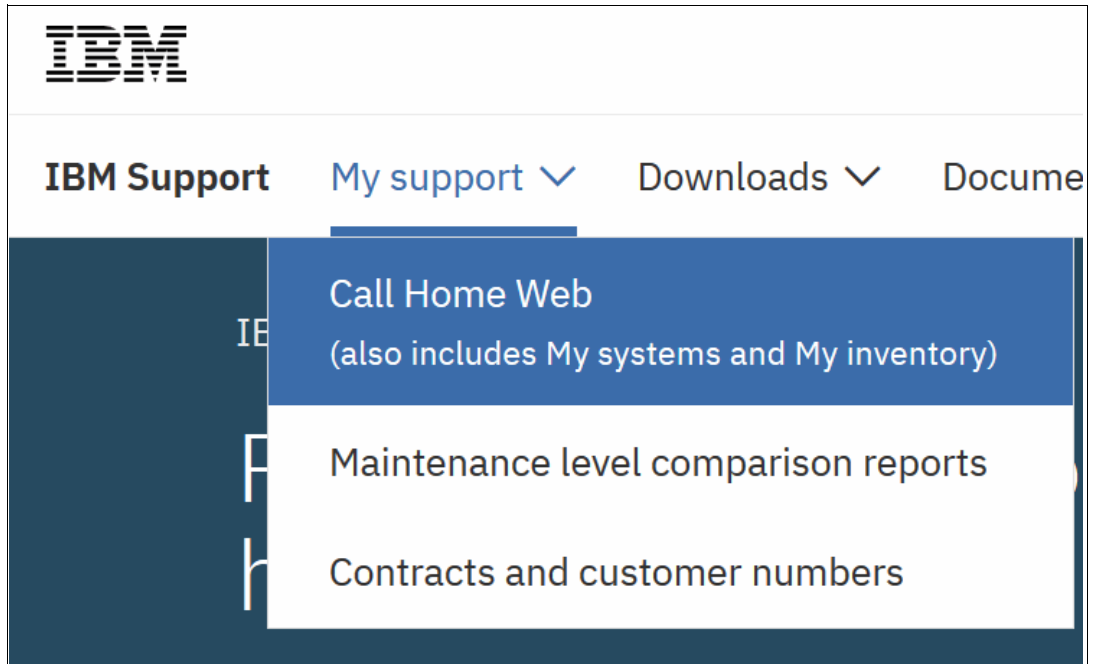 IBM
IBM Support My support Downloads
Call Home Web
(also includes My systems and My inventory)
Maintenance level comparison reports
Contracts and customer numbers